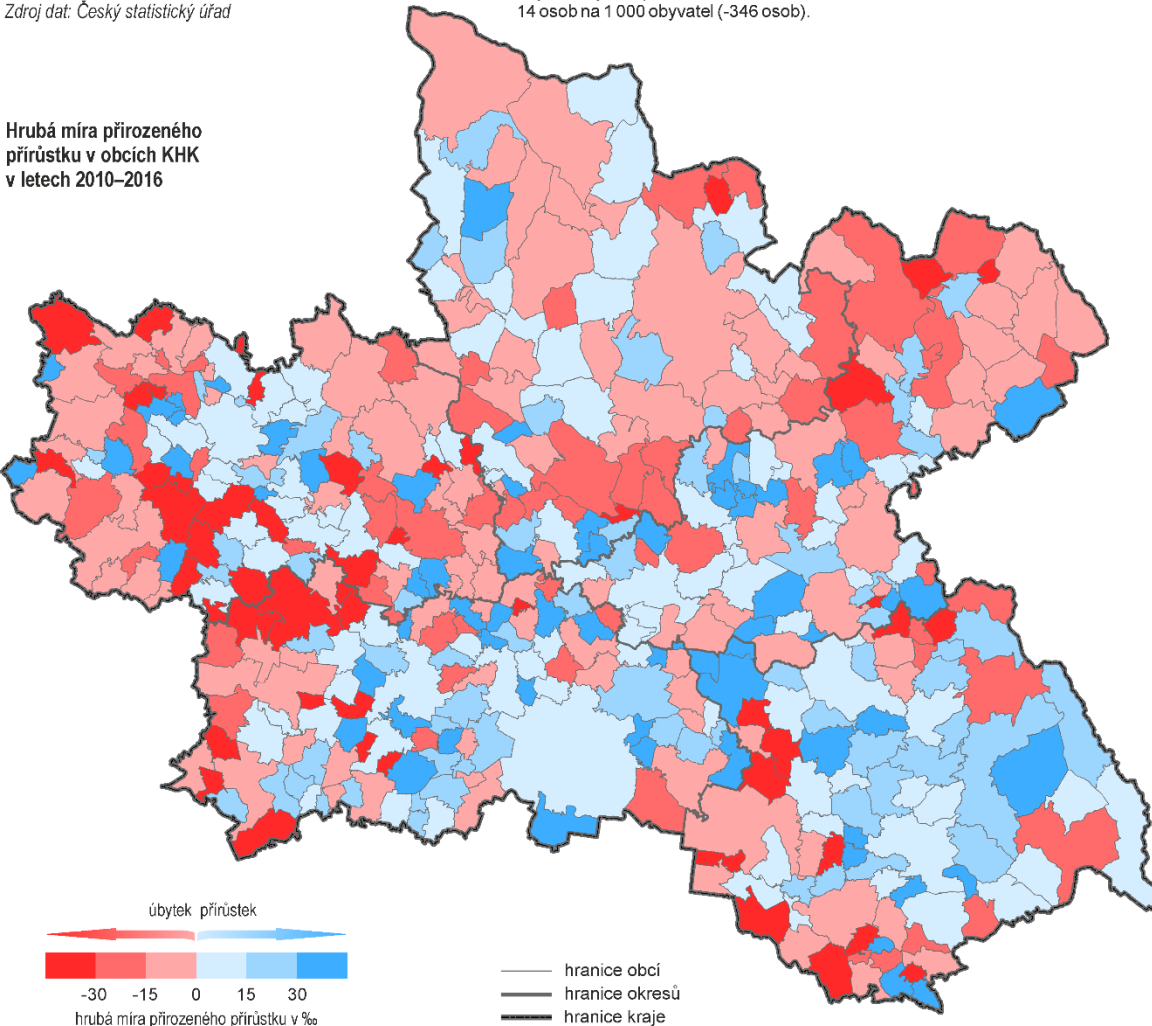 Zdroj dat: Český statistický úřad
14 osob na 1 000 obyvatel (-346 osob).
Hrubá míra přirozeného
přírůstku v obcích KHK
v letech 2010–2016
úbytek přírůstek
-30 -15 0 15 30
hrubá míra přirozeného přírůstku v ‰
hranice obcí
hranice okresů
hranice kraje